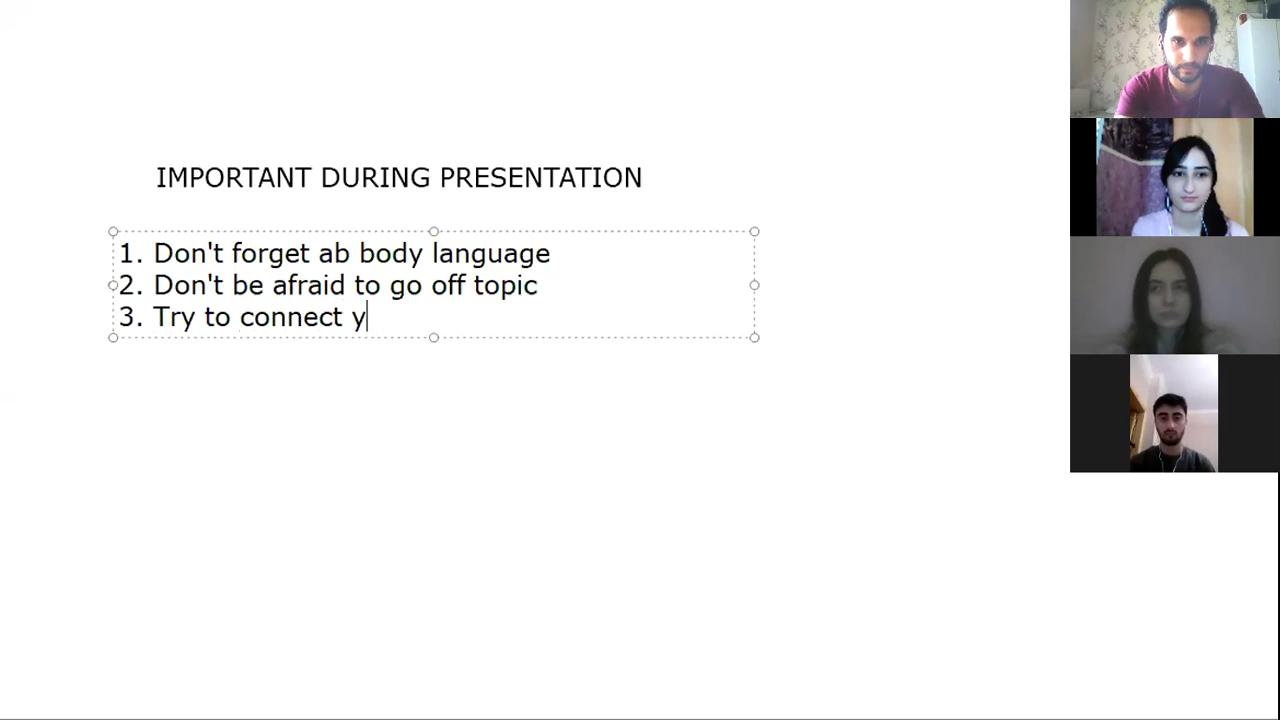 IMPORTANT DURING PRESENTATION
1. Don't forget ab body language
2. Don't be afraid to go off topic
3. Try to connect y